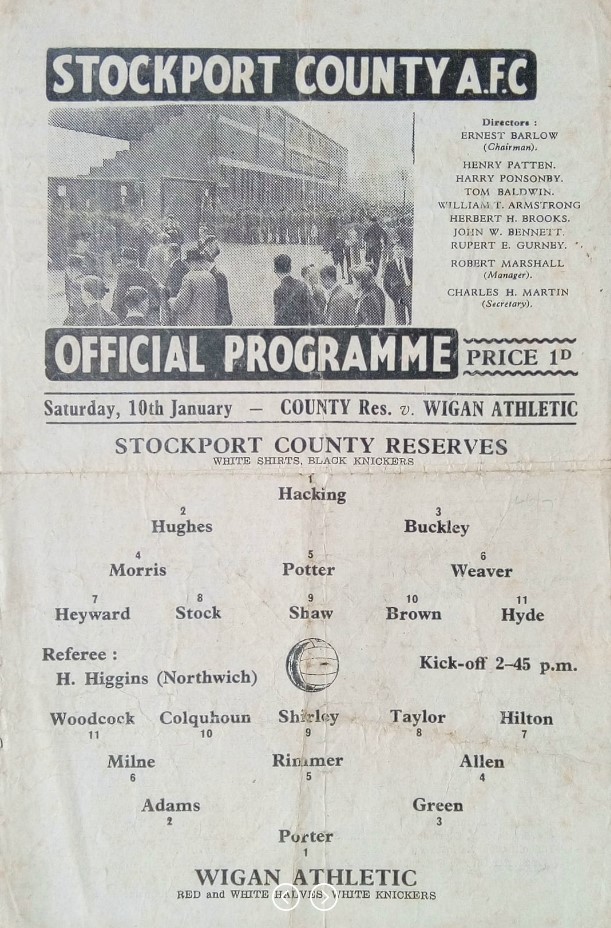 STOCKPORT COUNTY A.F.C
Directors :
ERNEST BARLOW
(Chairman).
HENRY PATTEN.
HARRY PONSONBY.
TOM BALDWIN.
WILLIAM T. ARMSTRONG
HERBERT H. BROOKS.
JOHN W. BENNETT.
RUPERT E. GURNEY.
ROBERT MARSHALL
(Manager).
CHARLES H. MARTIN
(Secretary).
OFFICIAL PROGRAMME PRICE 1D
Saturday, 10th January — COUNTY Res. v. WIGAN ATHLETIC
STOCKPORT COUNTY RESERVES
WHITE SHIRTS, BLACK KNICKERS
1
Hacking
2 3
Hughes Buckley
4 5 6
Morris Potter Weaver
7 8 9 10 11
Heyward Stock Shaw Brown Hyde
Referee :
H. Higgins (Northwich)
Kick-off 2-45 p.m.
Woodcock Colquhoun Shirley Taylor Hilton
11 10 9 8 7
Milne Rimmer Allen
6 5 4
Adams Green
2 3
Porter
1
WIGAN ATHLETIC
RED and WHITE HALVES, WHITE KNICKERS